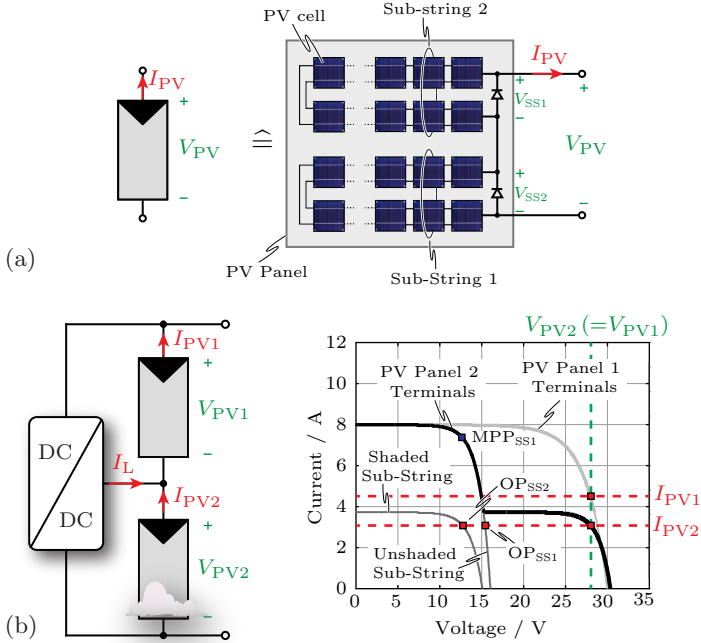 PV cell
Sub-string 2
I_PV
I_PV
+
+
+
V_SS1
−
V_PV
≙
V_PV
+
V_SS2
−
−
−
PV Panel
Sub-String 1
(a)
V_PV2 (=V_PV1)
I_PV1
+
V_PV1
−
DC
DC
I_L
I_PV2
+
V_PV2
−
(b)
12
10
8
6
4
2
0
Current / A
PV Panel 2
Terminals
PV Panel 1
Terminals
MPP_SS1
Shaded
Sub-String
OP_SS2
I_PV1
I_PV2
Unshaded
Sub-String
OP_SS1
0 5 10 15 20 25 30 35
Voltage / V